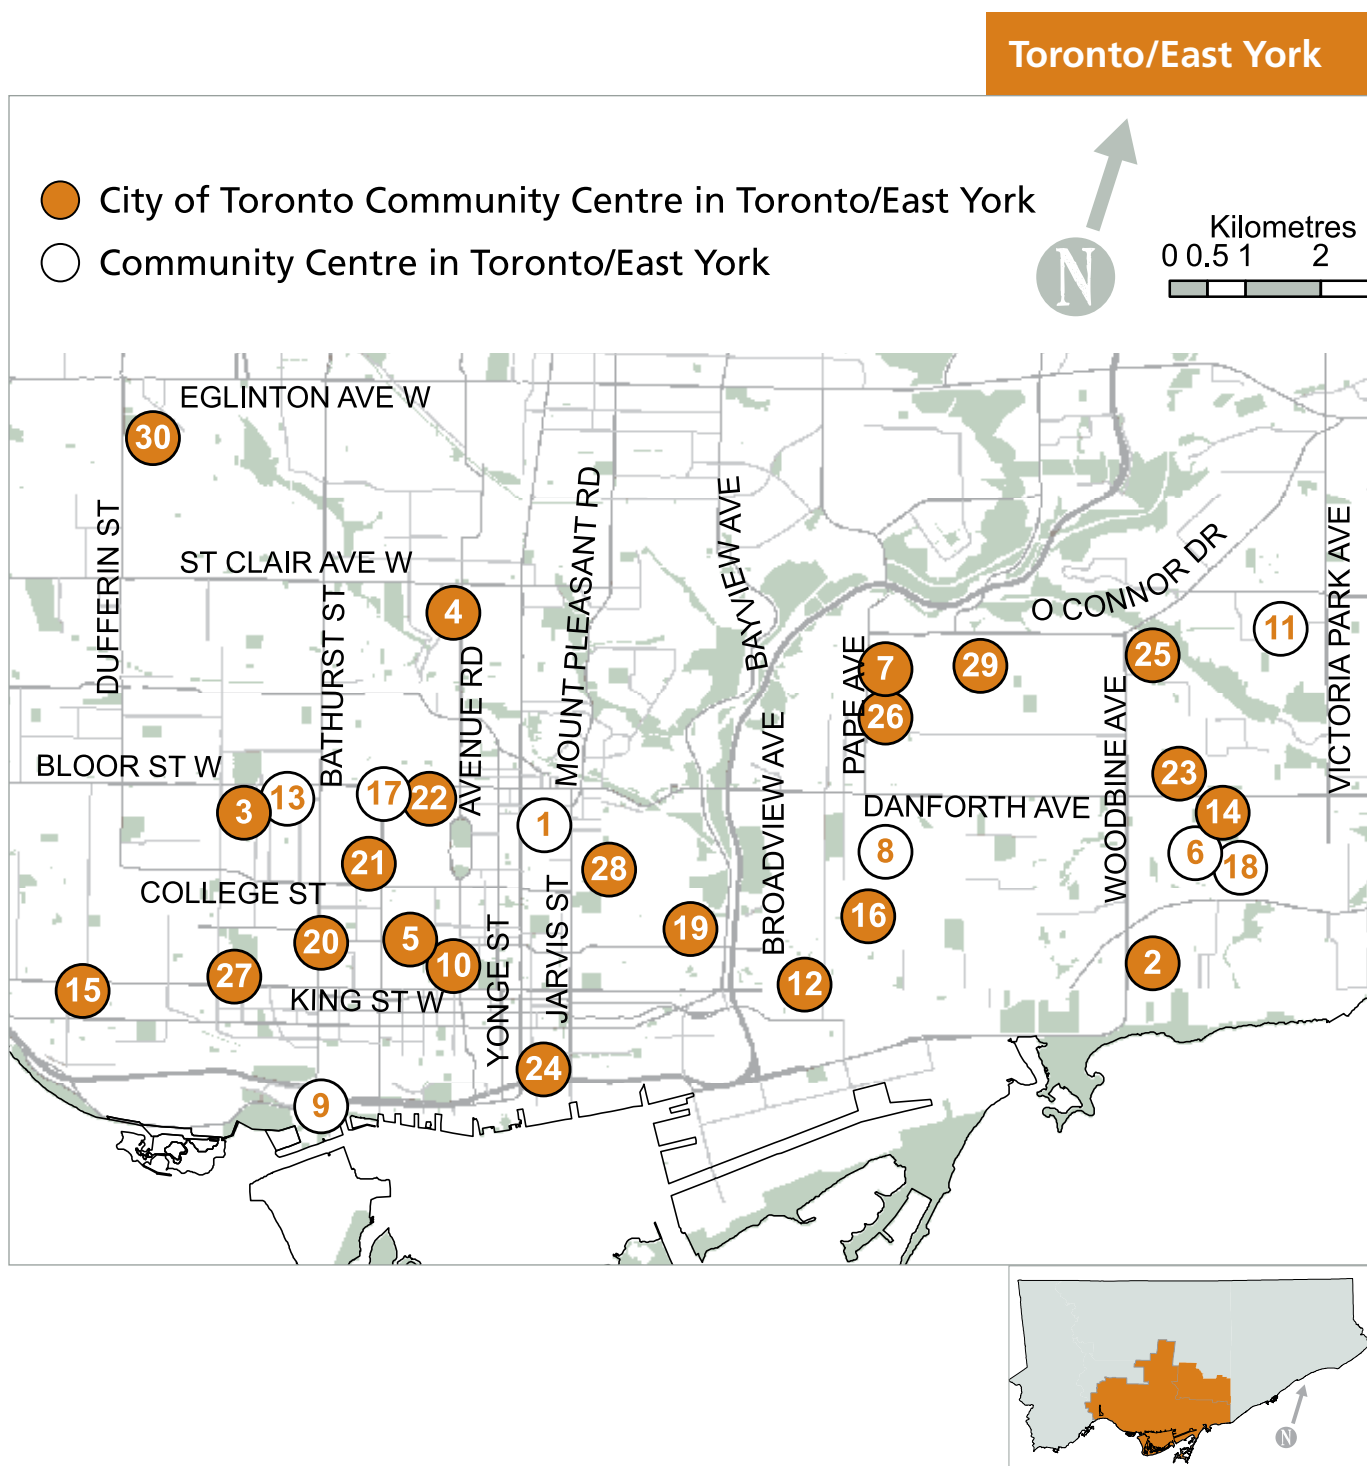 Toronto/East York
City of Toronto Community Centre in Toronto/East York
Community Centre in Toronto/East York
N
Kilometres
0 0.5 1 2
EGLINTON AVE W
30
DUFFERIN ST
ST CLAIR AVE W
4
BATHURST ST
AVENUE RD
MOUNT PLEASANT RD
BAYVIEW AVE
O CONNOR DR
VICTORIA PARK AVE
11
25
29
7
26
PAPE AVE
WOODBINE AVE
BROADVIEW AVE
BLOOR ST W
3
13
17
22
1
DANFORTH AVE
23
14
6
18
8
21
28
COLLEGE ST
16
19
20
5
10
27
15
KING ST W
YONGE ST
JARVIS ST
12
2
24
9
N